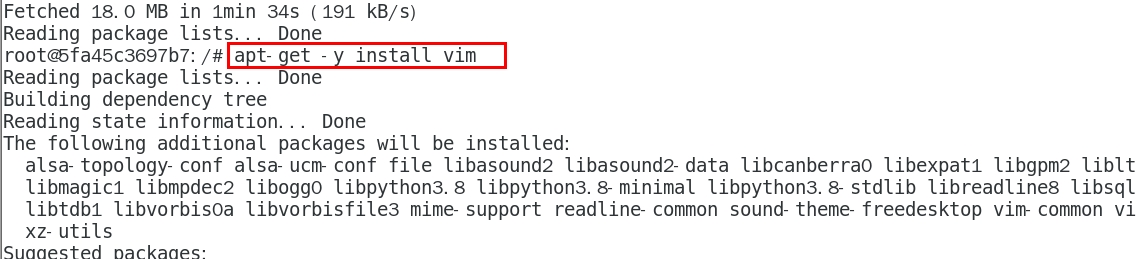 Fetched 18.0 MB in 1min 34s (191 kB/s)
Reading package lists... Done
root@5fa45c3697b7:/# apt-get -y install vim
Reading package lists... Done
Building dependency tree
Reading state information... Done
The following additional packages will be installed:
alsa-topology-conf alsa-ucm-conf file libasound2 libasound2-data libcanberra0 libexpat1 libgpm2 liblt
libmagic1 libmpdec2 libogg0 libpython3.8 libpython3.8-minimal libpython3.8-stdlib libreadline8 libsql
libtdb1 libvorbis0a libvorbisfile3 mime-support readline-common sound-theme-freedesktop vim-common vi
xz-utils
Suggested packages: